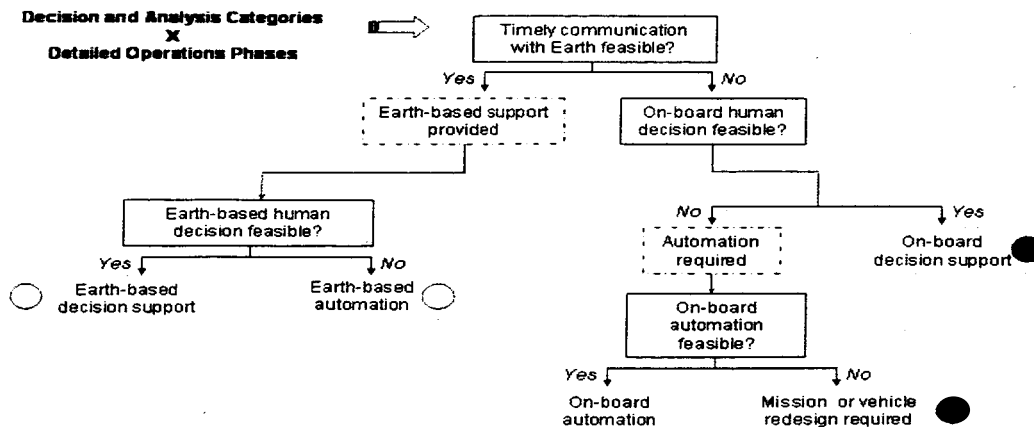 Decision and Analysis Categories
X
Detailed Operations Phases
Timely communication
with Earth feasible?
Yes
No
Earth-based support
provided
On-board human
decision feasible?
Earth-based human
decision feasible?
No
Yes
Automation
required
On-board
decision support
Yes
No
Earth-based
decision support
Earth-based
automation
On-board
automation
feasible?
Yes
No
On-board
automation
Mission or vehicle
redesign required